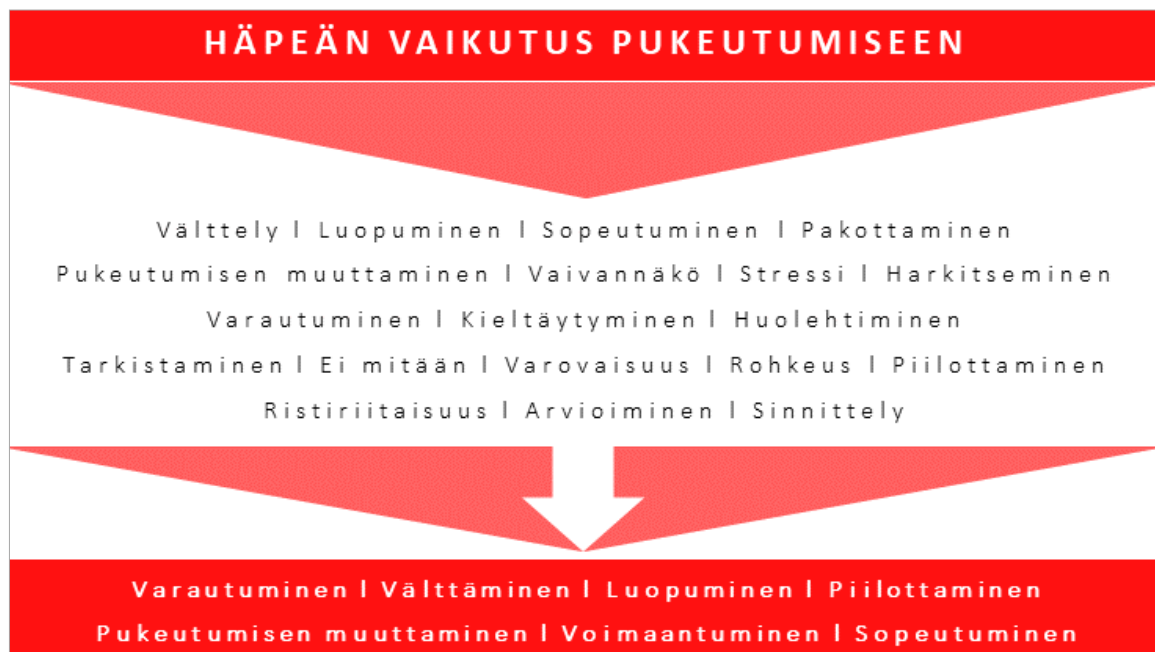 HÄPEÄN VAIKUTUS PUKEUTUMISEEN
Välttely l Luopuminen l Sopeutuminen l Pakottaminen
Pukeutumisen muuttaminen l Vaivannäkö l Stressi l Harkitseminen
Varautuminen l Kieltäytyminen l Huolehtiminen
Tarkistaminen l Ei mitään l Varovaisuus l Rohkeus l Piilottaminen
Ristiriitaisuus l Arvioiminen l Sinnittely
Varautuminen l Välttäminen l Luopuminen l Piilottaminen
Pukeutumisen muuttaminen l Voimaantuminen l Sopeutuminen